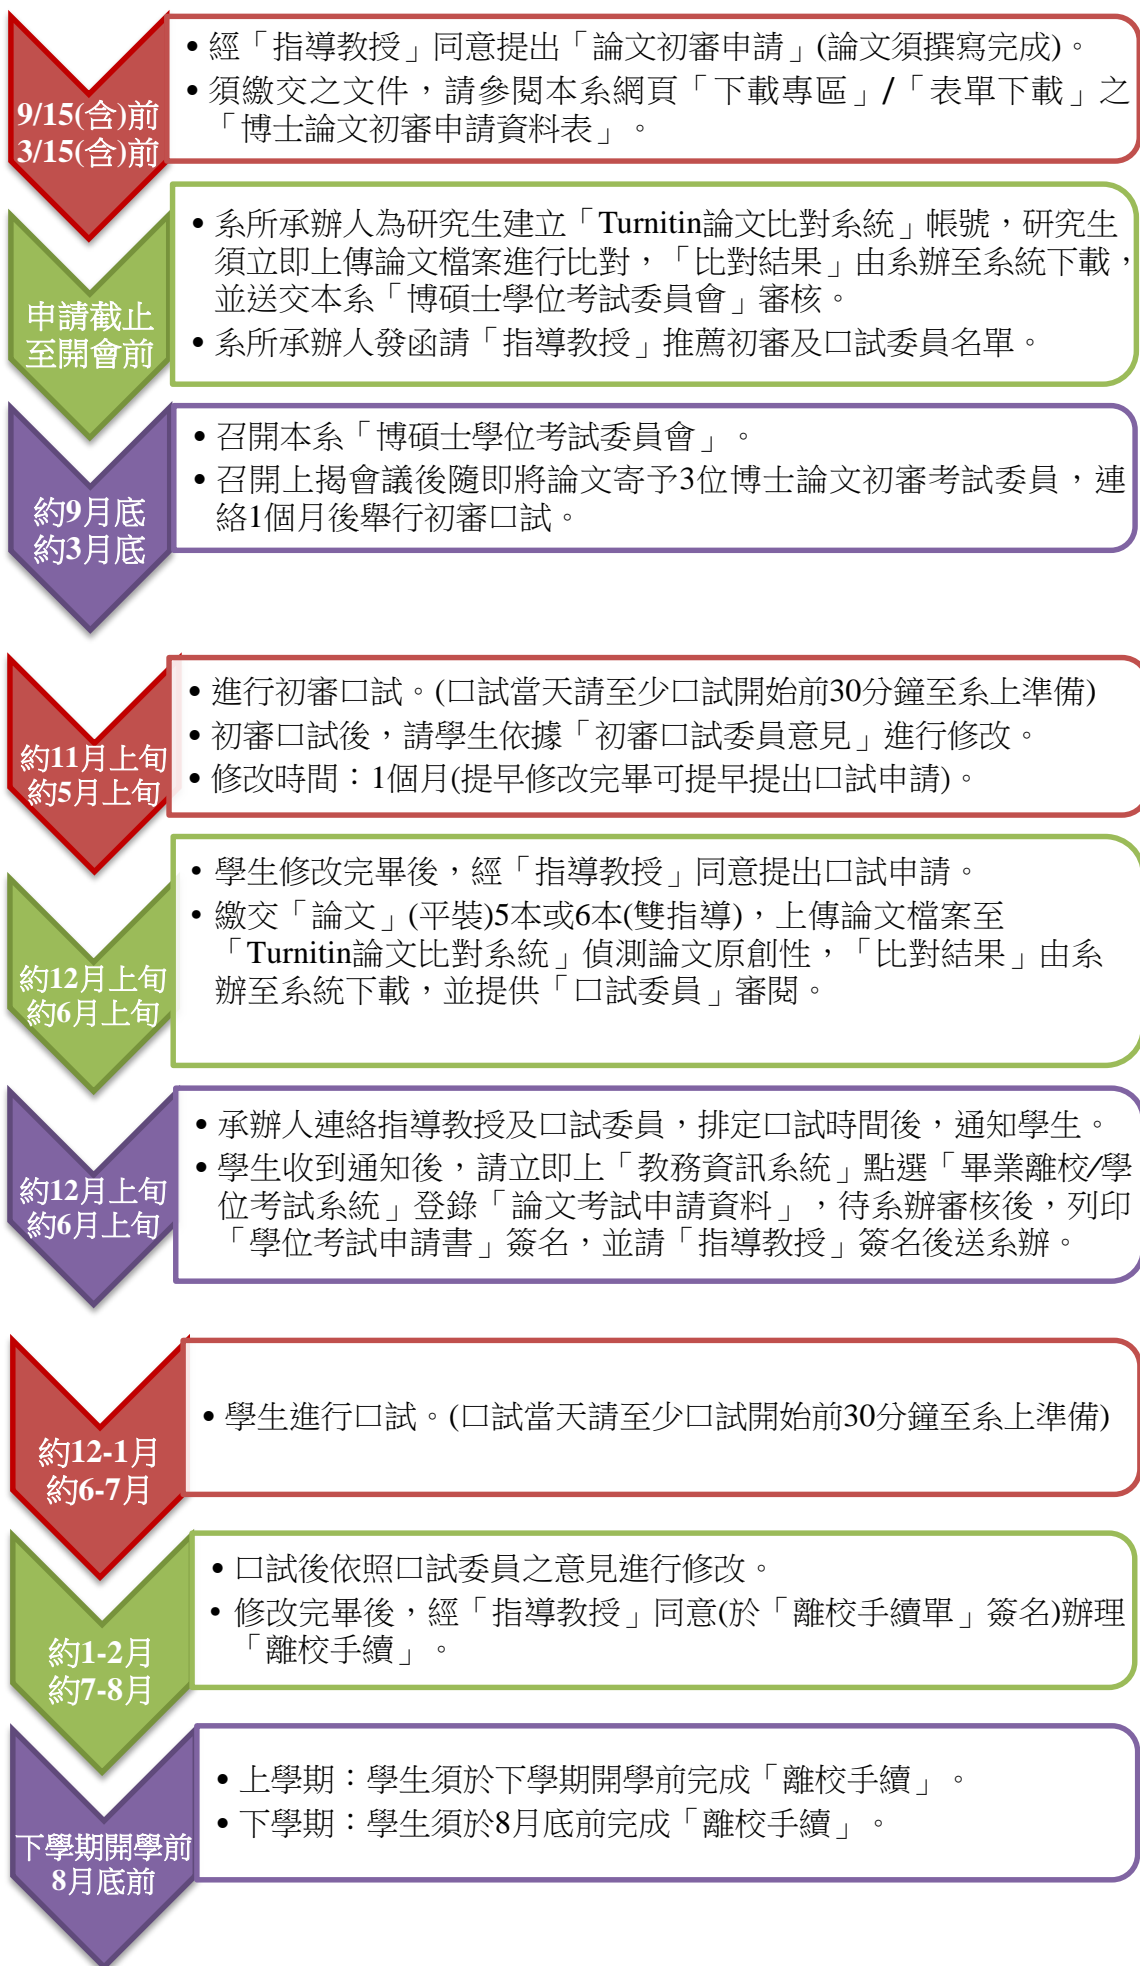 9/15(含)前
3/15(含)前
• 經「指導教授」同意提出「論文初審申請」(論文須撰寫完成)。
• 須繳交之文件，請參閱本系網頁「下載專區」/「表單下載」之
「博士論文初審申請資料表」。
申請截止
至開會前
• 系所承辦人為研究生建立「Turnitin論文比對系統」帳號，研究生
須立即上傳論文檔案進行比對，「比對結果」由系辦至系統下載，
並送交本系「博碩士學位考試委員會」審核。
• 系所承辦人發函請「指導教授」推薦初審及口試委員名單。
約9月底
約3月底
• 召開本系「博碩士學位考試委員會」。
• 召開上揭會議後隨即將論文寄予3位博士論文初審考試委員，連
絡1個月後舉行初審口試。
約11月上旬
約5月上旬
• 進行初審口試。(口試當天請至少口試開始前30分鐘至系上準備)
• 初審口試後，請學生依據「初審口試委員意見」進行修改。
• 修改時間：1個月(提早修改完畢可提早提出口試申請)。
約12月上旬
約6月上旬
• 學生修改完畢後，經「指導教授」同意提出口試申請。
• 繳交「論文」(平裝)5本或6本(雙指導)，上傳論文檔案至
「Turnitin論文比對系統」偵測論文原創性，「比對結果」由系
辦至系統下載，並提供「口試委員」審閱。
約12月上旬
約6月上旬
• 承辦人連絡指導教授及口試委員，排定口試時間後，通知學生。
• 學生收到通知後，請立即上「教務資訊系統」點選「畢業離校/學
位考試系統」登錄「論文考試申請資料」，待系辦審核後，列印
「學位考試申請書」簽名，並請「指導教授」簽名後送系辦。
約12-1月
約6-7月
• 學生進行口試。(口試當天請至少口試開始前30分鐘至系上準備)
約1-2月
約7-8月
• 口試後依照口試委員之意見進行修改。
• 修改完畢後，經「指導教授」同意(於「離校手續單」簽名)辦理
「離校手續」。
下學期開學前
8月底前
• 上學期：學生須於下學期開學前完成「離校手續」。
• 下學期：學生須於8月底前完成「離校手續」。